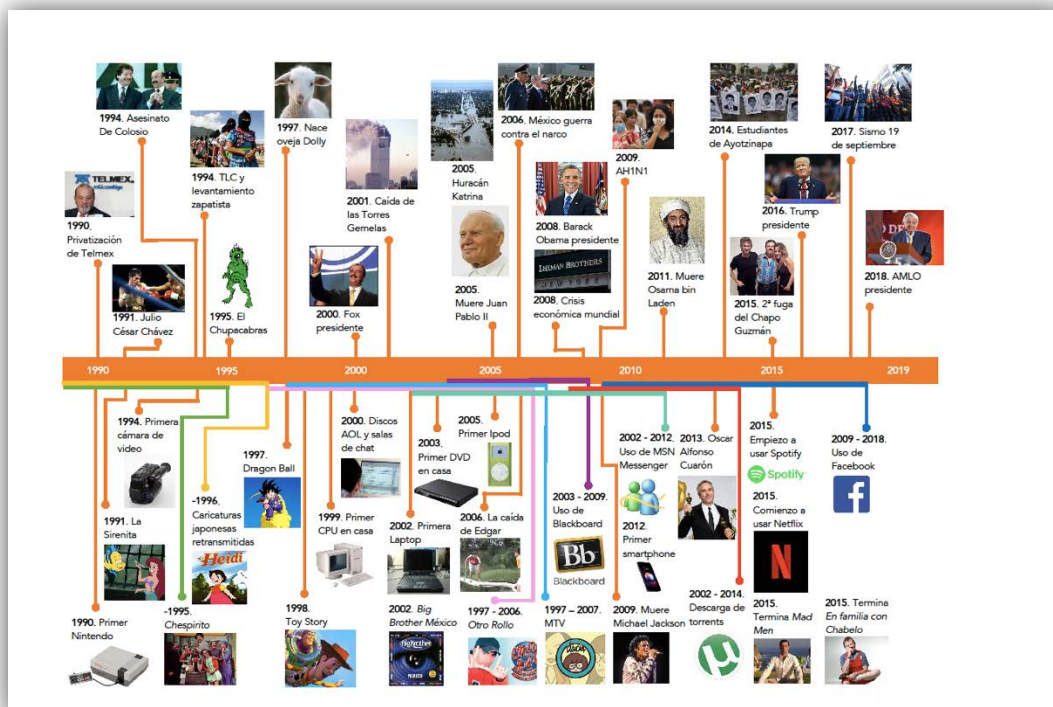 1994. Asesinato
De Colosio
1997. Nace
oveja Dolly
2006. México guerra
contra el narco
2014. Estudiantes
de Ayotzinapa
2017. Sismo 19
de septiembre
TELMEX
está contigo
1990.
Privatización
de Telmex
1994. TLC y
levantamiento
zapatista
2001. Caída de
las Torres
Gemelas
2005.
Huracán
Katrina
2009.
AH1N1
2008. Barack
Obama presidente
2016. Trump
presidente
1991. Julio
César Chávez
1995. El
Chupacabras
2000. Fox
presidente
2005.
Muere Juan
Pablo II
LEHMAN BROTHERS
NEW YORK
2008. Crisis
económica mundial
2011. Muere
Osama bin
Laden
2015. 2ª fuga
del Chapo
Guzmán
2018. AMLO
presidente
1990
1995
2000
2005
2010
2015
2019
1994. Primera
cámara de
video
1997.
Dragon Ball
2000. Discos
AOL y salas
de chat
2003.
Primer DVD
en casa
2005.
Primer Ipod
2002 - 2012.
Uso de MSN
Messenger
2013. Oscar
Alfonso
Cuarón
2015.
Empiezo a
usar Spotify
Spotify
2009 - 2018.
Uso de
Facebook
f
1991. La
Sirenita
-1996.
Caricaturas
japonesas
retransmitidas
Heidi
1999. Primer
CPU en casa
2002. Primera
Laptop
2006. La caída
de Edgar
2003 - 2009.
Uso de
Blackboard
Bb
Blackboard
2012.
Primer
smartphone
2015.
Comienzo a
usar Netflix
N
1990. Primer
Nintendo
-1995.
Chespirito
1998.
Toy Story
2002. Big
Brother México
big brother
1997 - 2006.
Otro Rollo
1997 – 2007.
MTV
2009. Muere
Michael Jackson
2002 - 2014.
Descarga de
torrents
µ
2015.
Termina Mad
Men
2015. Termina
En familia con
Chabelo